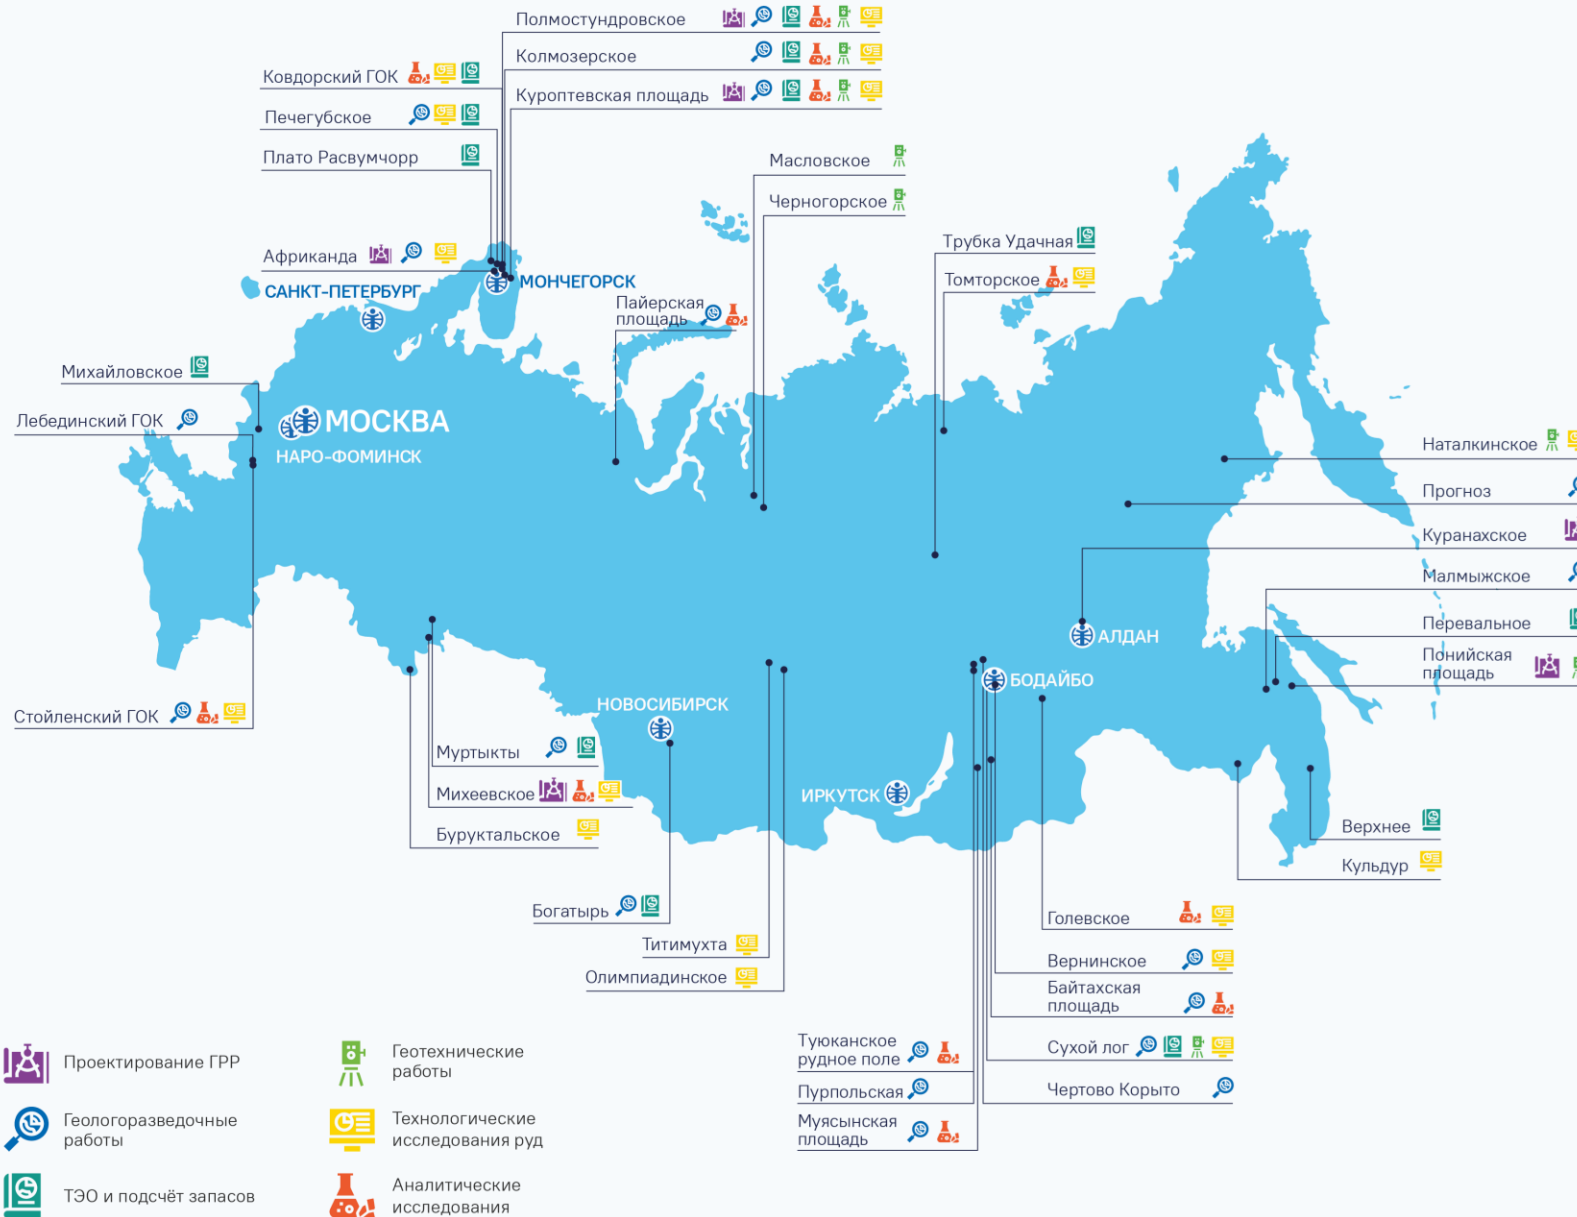 Полмостундровское
Колмозерское
Куроптевская площадь
Ковдорский ГОК
Печегубское
Плато Расвумчорр
Африканда
САНКТ-ПЕТЕРБУРГ
МОНЧЕГОРСК
Масловское
Черногорское
Трубка Удачная
Томторское
Пайерская
площадь
Михайловское
Лебединский ГОК
МОСКВА
НАРО-ФОМИНСК
Наталкинское
Прогноз
Куранахское
Малмыжское
Перевальное
Понийская
площадь
АЛДАН
БОДАЙБО
НОВОСИБИРСК
ИРКУТСК
Стойленский ГОК
Муртыкты
Михеевское
Буруктальское
Верхнее
Кульдур
Богатырь
Титимухта
Олимпиадинское
Голевское
Вернинское
Байтахская
площадь
Сухой лог
Чертово Корыто
Туюканское
рудное поле
Пурпольская
Муясынская
площадь
Проектирование ГРР
Геологоразведочные
работы
ТЭО и подсчёт запасов
Геотехнические
работы
Технологические
исследования руд
Аналитические
исследования